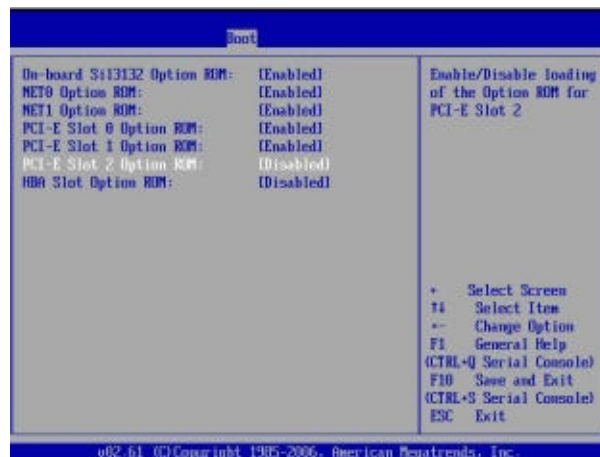 Boot
On-board Sil3132 Option ROM: [Enabled]
NET0 Option ROM: [Enabled]
NET1 Option ROM: [Enabled]
PCI-E Slot 0 Option ROM: [Enabled]
PCI-E Slot 1 Option ROM: [Enabled]
PCI-E Slot 2 Option ROM: [Disabled]
HBA Slot Option ROM: [Disabled]
Enable/Disable loading
of the Option ROM for
PCI-E Slot 2
← Select Screen
↑↓ Select Item
+- Change Option
F1 General Help
(CTRL+Q Serial Console)
F10 Save and Exit
(CTRL+S Serial Console)
ESC Exit
v02.61 (C)Copyright 1985-2006, American Megatrends, Inc.